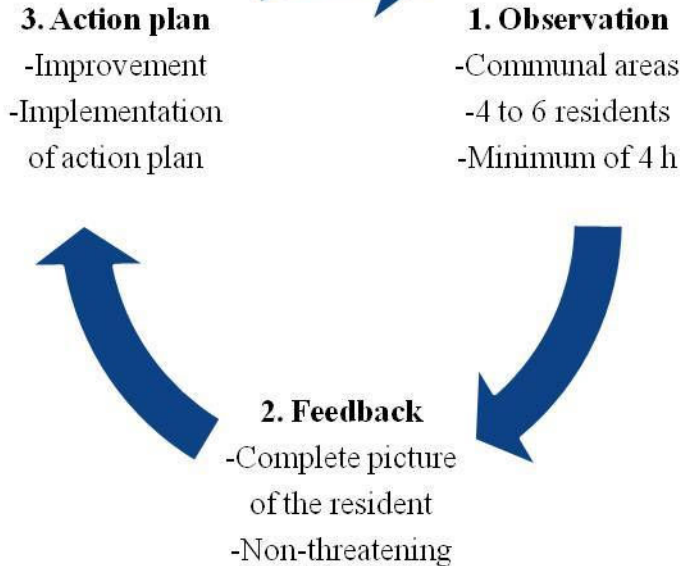 3. Action plan
-Improvement
-Implementation
of action plan
1. Observation
-Communal areas
-4 to 6 residents
-Minimum of 4 h
2. Feedback
-Complete picture
of the resident
-Non-threatening